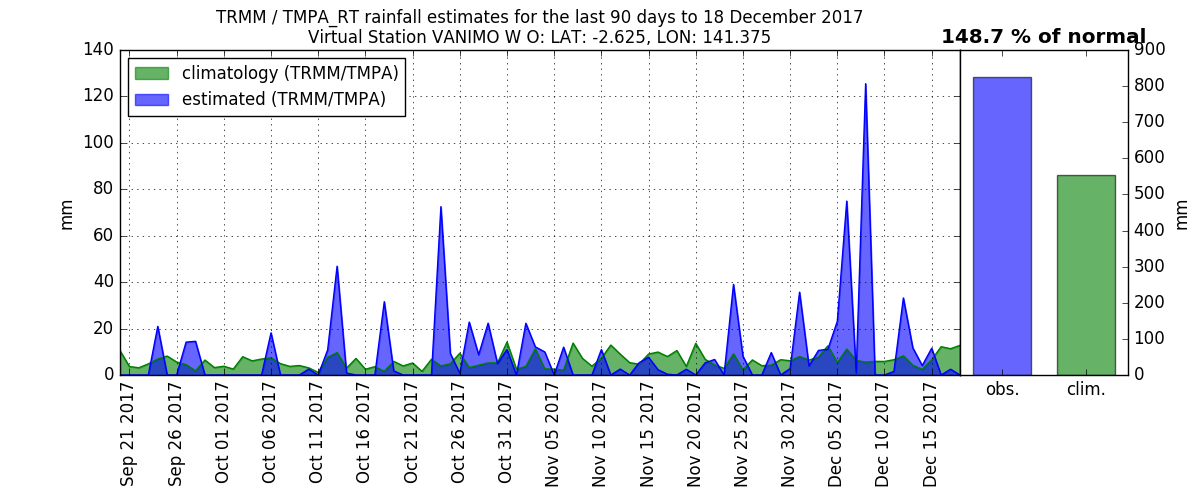 TRMM / TMPA_RT rainfall estimates for the last 90 days to 18 December 2017
Virtual Station VANIMO W O: LAT: -2.625, LON: 141.375
148.7 % of normal
climatology (TRMM/TMPA)
estimated (TRMM/TMPA)
mm
140
120
100
80
60
40
20
0
Sep 21 2017
Sep 26 2017
Oct 01 2017
Oct 06 2017
Oct 11 2017
Oct 16 2017
Oct 21 2017
Oct 26 2017
Oct 31 2017
Nov 05 2017
Nov 10 2017
Nov 15 2017
Nov 20 2017
Nov 25 2017
Nov 30 2017
Dec 05 2017
Dec 10 2017
Dec 15 2017
obs.
clim.
900
800
700
600
500
400
300
200
100
0
mm